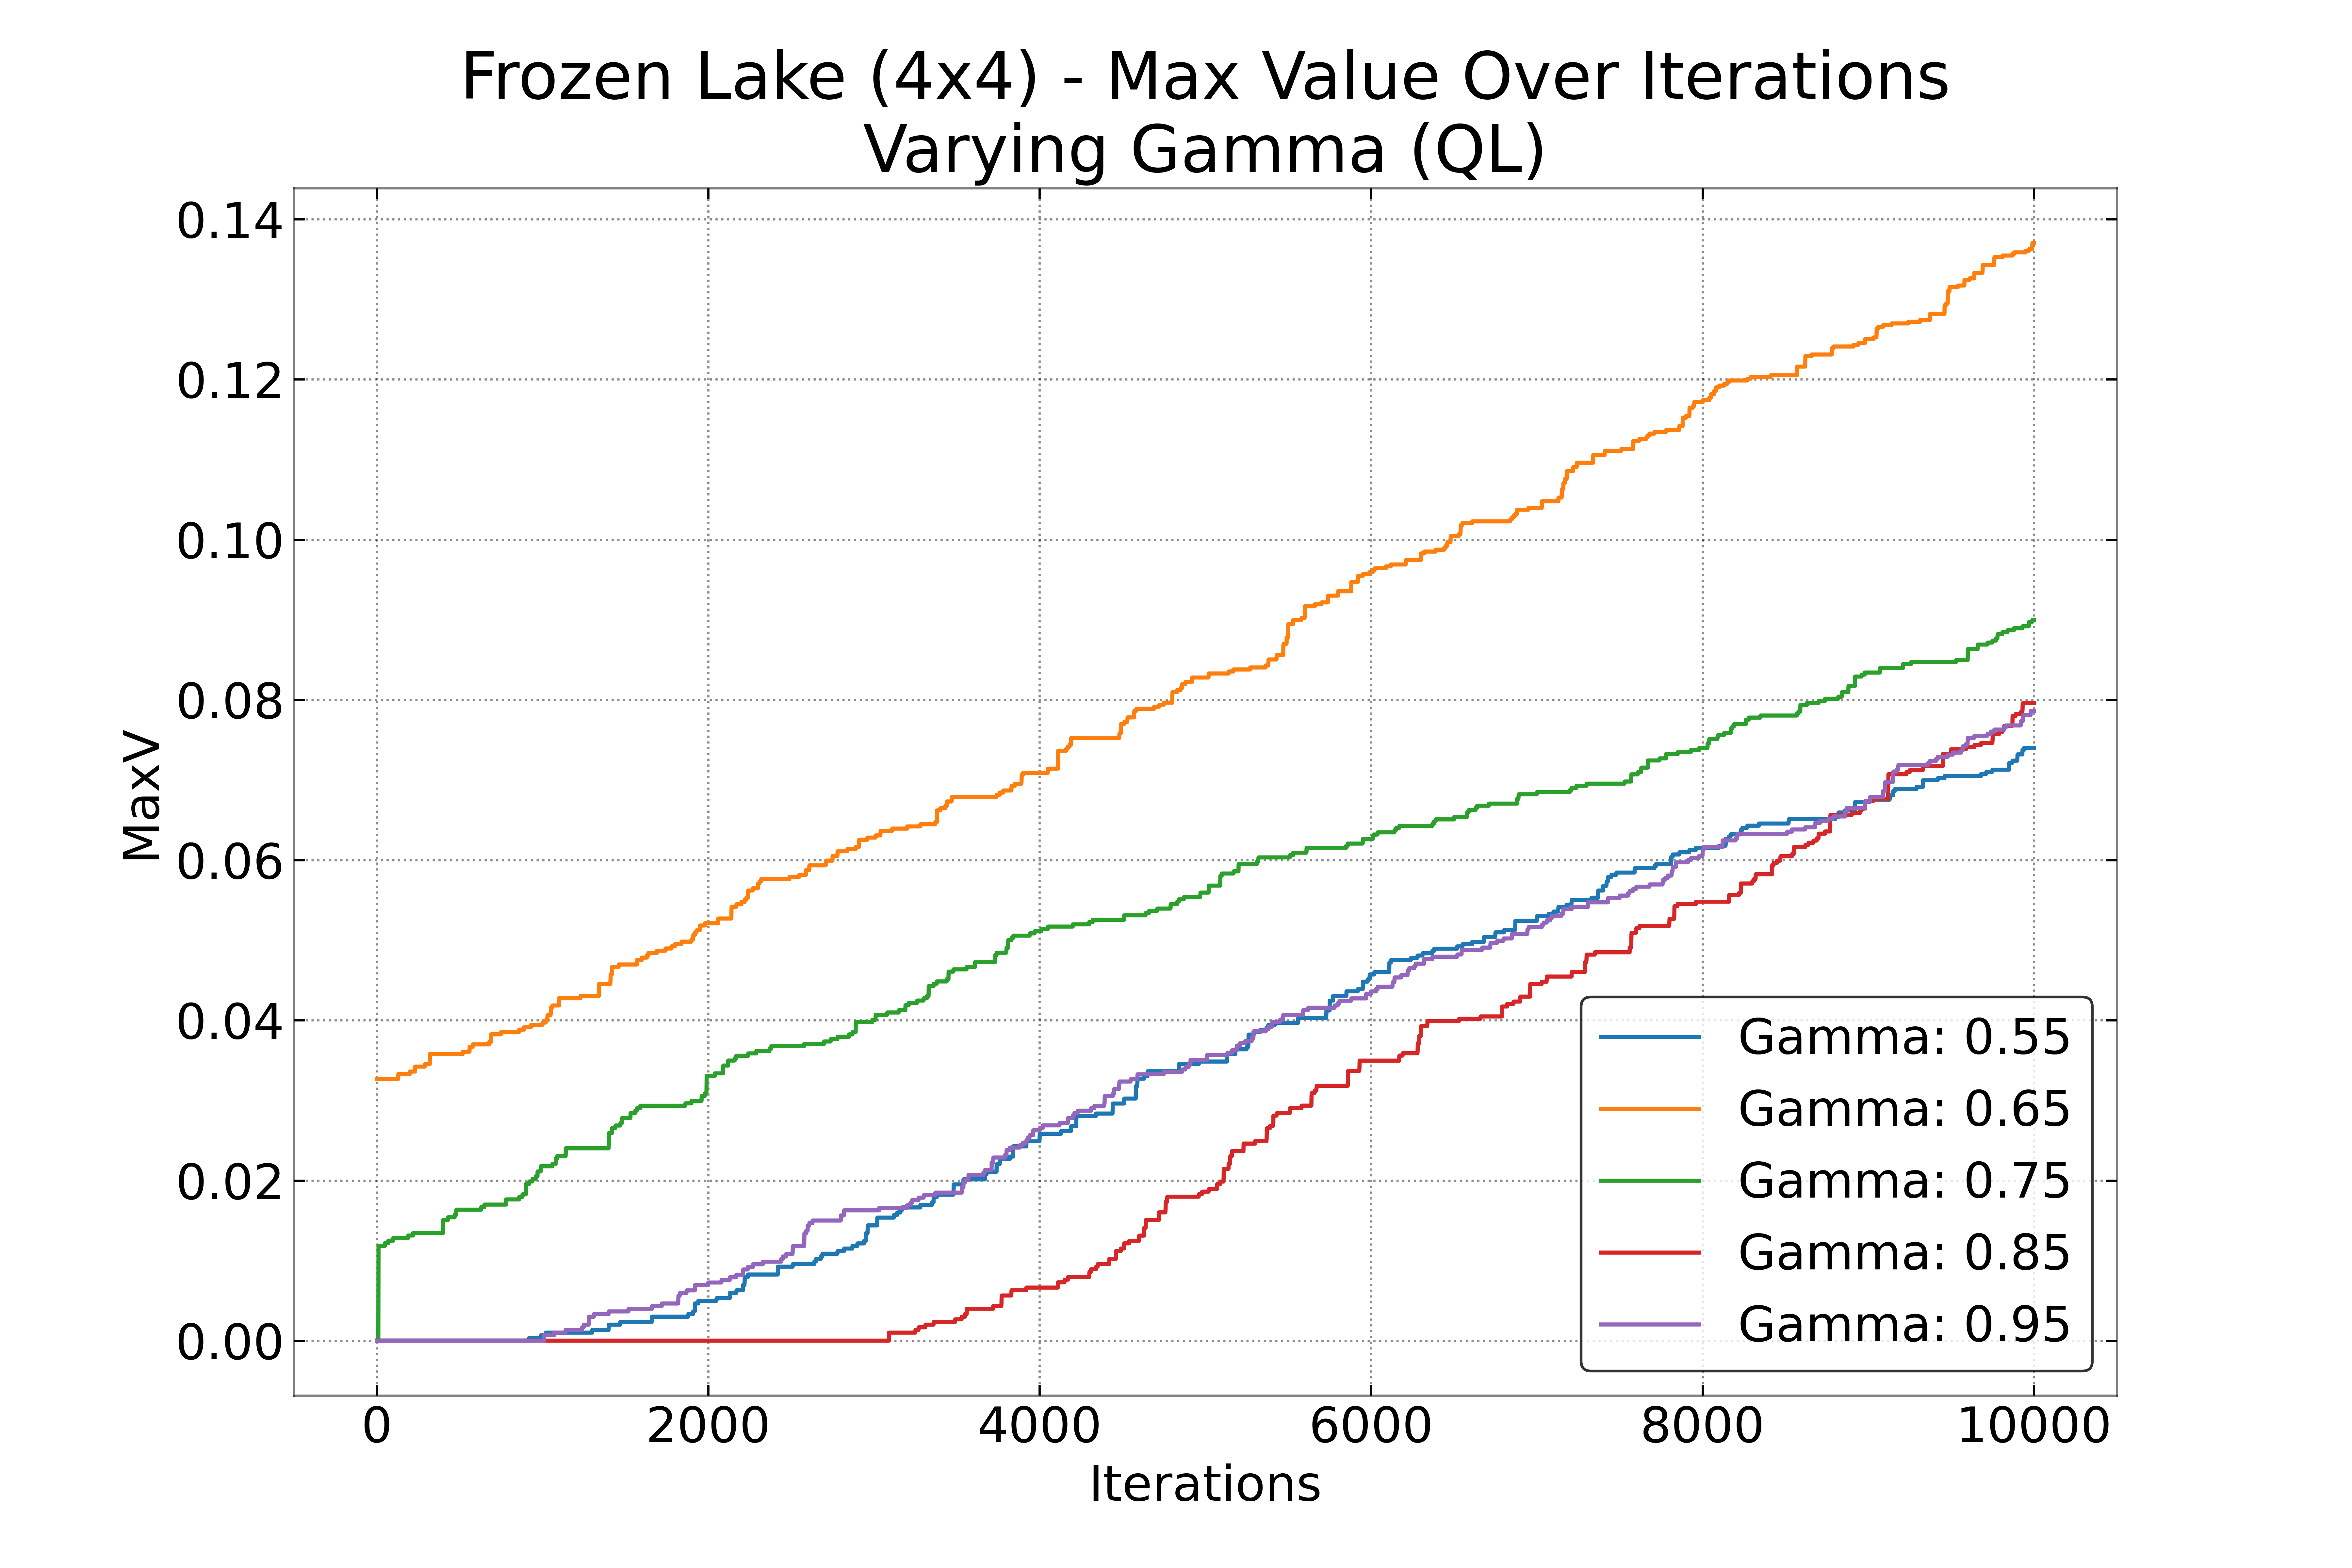 Frozen Lake (4x4) - Max Value Over Iterations
Varying Gamma (QL)
0.14
0.12
0.10
0.08
0.06
0.04
0.02
0.00
MaxV
Gamma: 0.55
Gamma: 0.65
Gamma: 0.75
Gamma: 0.85
Gamma: 0.95
0 2000 4000 6000 8000 10000
Iterations